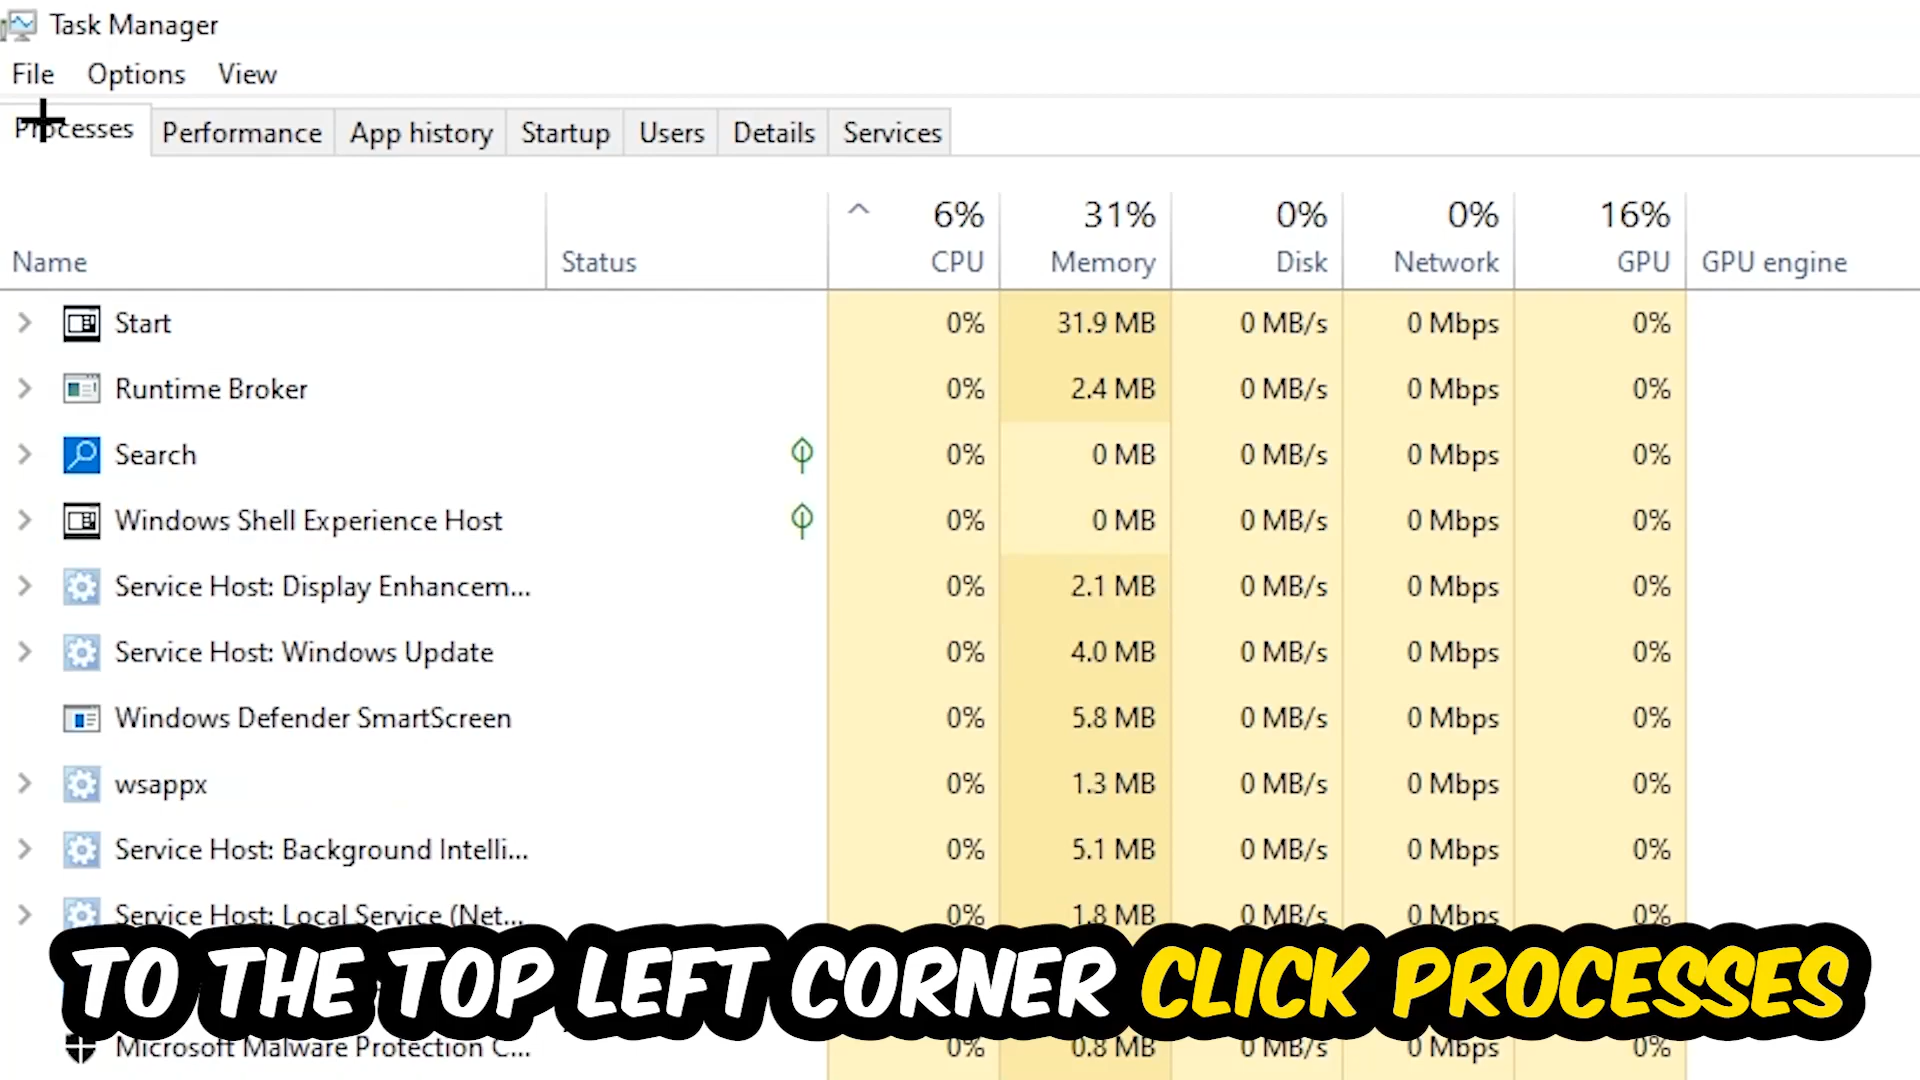 Task Manager
File Options View
Processes Performance App history Startup Users Details Services
6% 31% 0% 0% 16%
Name Status CPU Memory Disk Network GPU GPU engine
Start 0% 31.9 MB 0 MB/s 0 Mbps 0%
Runtime Broker 0% 2.4 MB 0 MB/s 0 Mbps 0%
Search 0% 0 MB 0 MB/s 0 Mbps 0%
Windows Shell Experience Host 0% 0 MB 0 MB/s 0 Mbps 0%
Service Host: Display Enhancem... 0% 2.1 MB 0 MB/s 0 Mbps 0%
Service Host: Windows Update 0% 4.0 MB 0 MB/s 0 Mbps 0%
Windows Defender SmartScreen 0% 5.8 MB 0 MB/s 0 Mbps 0%
wsappx 0% 1.3 MB 0 MB/s 0 Mbps 0%
Service Host: Background Intelli... 0% 5.1 MB 0 MB/s 0 Mbps 0%
Service Host: Local Service (Net... 0% 1.8 MB 0 MB/s 0 Mbps 0%
TO THE TOP LEFT CORNER CLICK PROCESSES
Microsoft Malware Protection C... 0% 0.8 MB 0 MB/s 0 Mbps 0%